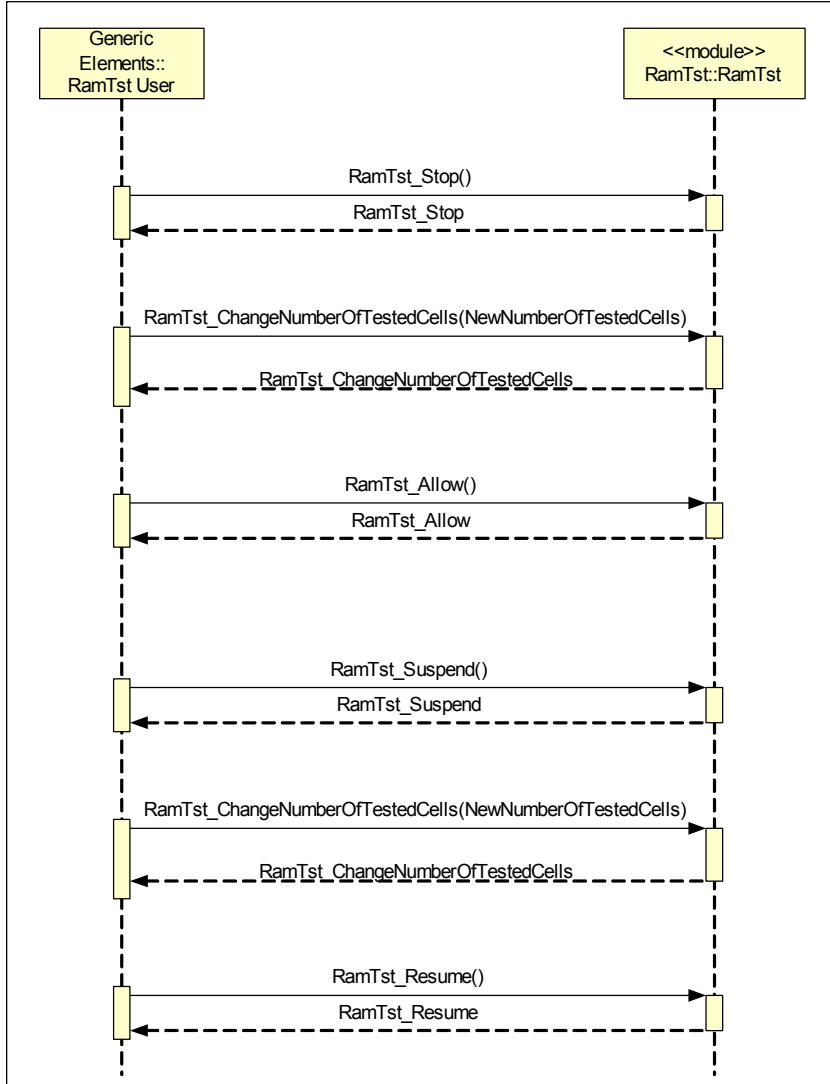 Generic
Elements::
RamTst User
<<module>>
RamTst::RamTst
RamTst_Stop()
RamTst_Stop
RamTst_ChangeNumberOfTestedCells(NewNumberOfTestedCells)
RamTst_ChangeNumberOfTestedCells
RamTst_Allow()
RamTst_Allow
RamTst_Suspend()
RamTst_Suspend
RamTst_ChangeNumberOfTestedCells(NewNumberOfTestedCells)
RamTst_ChangeNumberOfTestedCells
RamTst_Resume()
RamTst_Resume